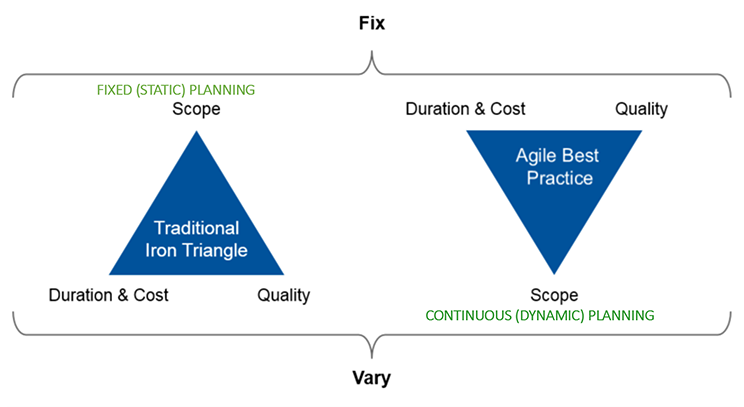 Fix
FIXED (STATIC) PLANNING
Scope
Traditional
Iron Triangle
Duration & Cost
Quality
Duration & Cost
Quality
Agile Best
Practice
Scope
CONTINUOUS (DYNAMIC) PLANNING
Vary